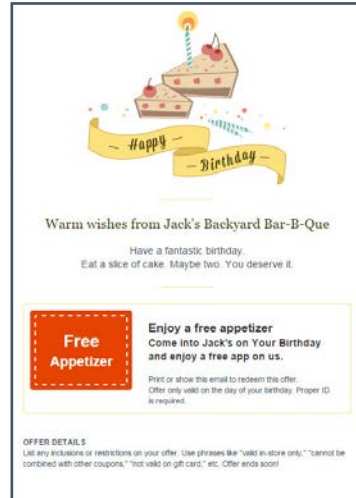 Happy
Birthday
Warm wishes from Jack's Backyard Bar-B-Que
Have a fantastic birthday.
Eat a slice of cake. Maybe two. You deserve it.
Free
Appetizer
Enjoy a free appetizer
Come into Jack's on Your Birthday
and enjoy a free app on us.
Print or show this email to redeem this offer.
Offer only valid on the day of your birthday. Proper ID
is required.
OFFER DETAILS
List any inclusions or restrictions on your offer. Use phrases like "valid in-store only," "cannot be
combined with other coupons," "not valid on gift card," etc. Offer ends soon!